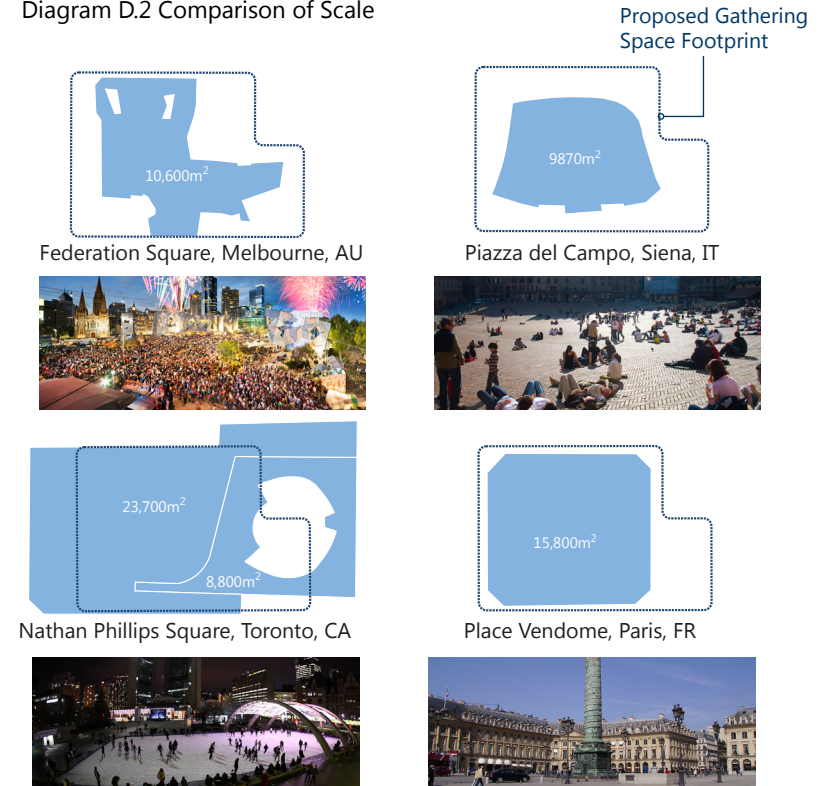 Diagram D.2 Comparison of Scale
Proposed Gathering
Space Footprint
10,600m²
9870m²
Federation Square, Melbourne, AU
Piazza del Campo, Siena, IT
23,700m²
8,800m²
15,800m²
Nathan Phillips Square, Toronto, CA
Place Vendome, Paris, FR